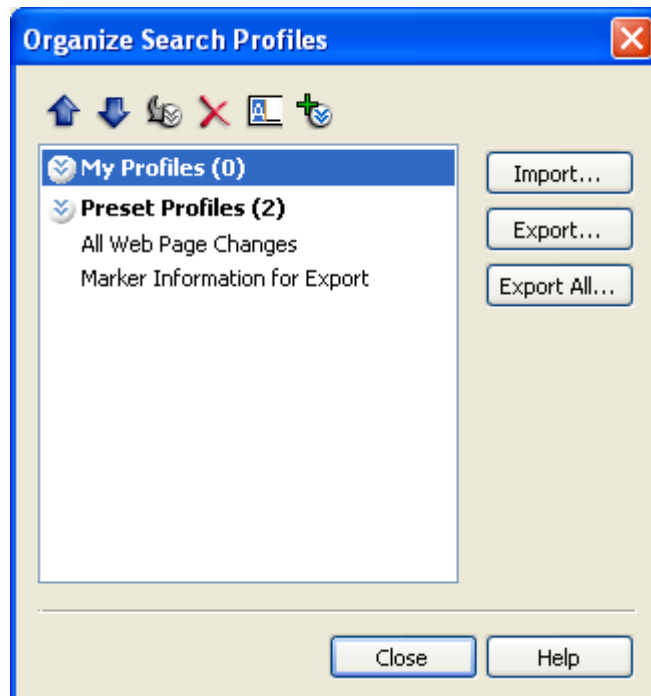 Organize Search Profiles
My Profiles (0)
Preset Profiles (2)
All Web Page Changes
Marker Information for Export
Import...
Export...
Export All...
Close
Help